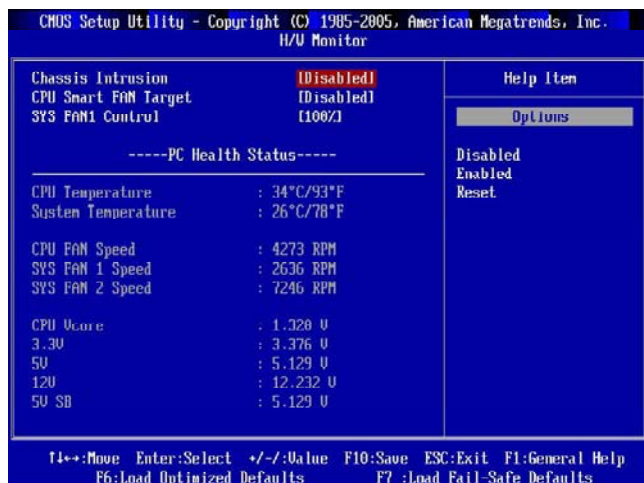 CMOS Setup Utility - Copyright (C) 1985-2005, American Megatrends, Inc.
H/W Monitor
Chassis Intrusion [Disabled]
CPU Smart FAN Target [Disabled]
SYS FAN1 Control [100%]
-----PC Health Status-----
CPU Temperature : 34°C/93°F
System Temperature : 26°C/78°F
CPU FAN Speed : 4273 RPM
SYS FAN 1 Speed : 2636 RPM
SYS FAN 2 Speed : 7246 RPM
CPU Vcore : 1.320 V
3.3V : 3.376 V
5V : 5.129 V
12V : 12.232 V
5V SB : 5.129 V
Help Item
Options
Disabled
Enabled
Reset
↑↓←→:Move Enter:Select +/-/:Value F10:Save ESC:Exit F1:General Help
F6:Load Optimized Defaults F7 :Load Fail-Safe Defaults